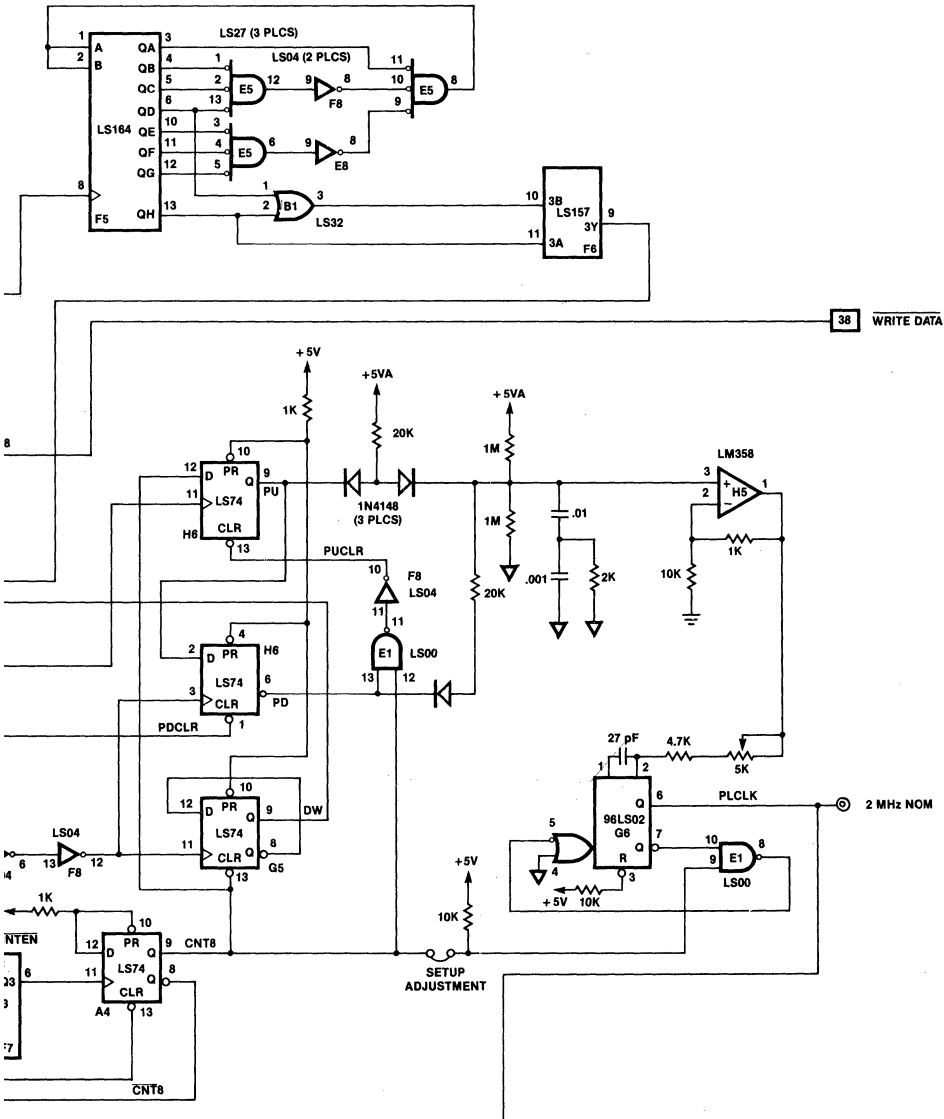 LS27 (3 PLCS)
LS04 (2 PLCS)
1 A QA 3
2 B QB 4
QC 5
QD 6
LS164
QE 10
QF 11
QG 12
8
F5 QH 13
1
2 E5 12 9 F8 8
13
3
4 E5 6 9 E8 8
5
11
10 E5 8
9
1
2 B1 3
LS32
10 3B
LS157
3Y 9
11 3A
F6
38 WRITE DATA
+5V
1K
+5VA
20K
+5VA
1M
1M
8
10
12 D PR Q 9
PU
11 LS74
CLR
H6 13
1N4148
(3 PLCS)
PUCLR
10 F8
LS04
11
11
E1 LS00
13 12
20K
.01
.001
2K
LM358
3 +
H5 1
2 −
1K
10K
4
2 D PR H6
LS74 6
3 CLR PD
PDCLR 1
10
12 D PR Q 9 DW
LS74
11 Q 8
CLR G5
13
LS04
6 13 F8 12
1K
NTEN
10
12 D PR Q 9 CNT8
LS74 8
11 Q
CLR
A4 13
Q3 6
F7
CNT8
+5V
10K
SETUP
ADJUSTMENT
27 pF
4.7K
5K
1 2
Q 6 PLCLK
2 MHz NOM
96LS02
G6
Q 7
5
4
R
3
+5V 10K
10
9 E1 8
LS00